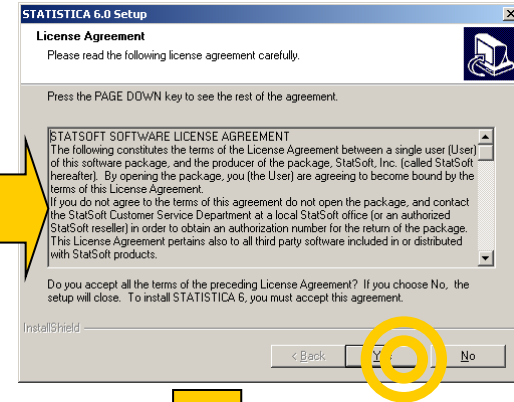 STATISTICA 6.0 Setup
License Agreement
Please read the following license agreement carefully.
Press the PAGE DOWN key to see the rest of the agreement.
STATSOFT SOFTWARE LICENSE AGREEMENT
The following constitutes the terms of the License Agreement between a single user (User)
of this software package, and the producer of the package, StatSoft, Inc. (called StatSoft
hereafter). By opening the package, you (the User) are agreeing to become bound by the
terms of this License Agreement.
If you do not agree to the terms of this agreement do not open the package, and contact
the StatSoft Customer Service Department at a local StatSoft office (or an authorized
StatSoft reseller) in order to obtain an authorization number for the return of the package.
This License Agreement pertains also to all third party software included in or distributed
with StatSoft products.
Do you accept all the terms of the preceding License Agreement? If you choose No, the
setup will close. To install STATISTICA 6, you must accept this agreement.
InstallShield
< Back
No